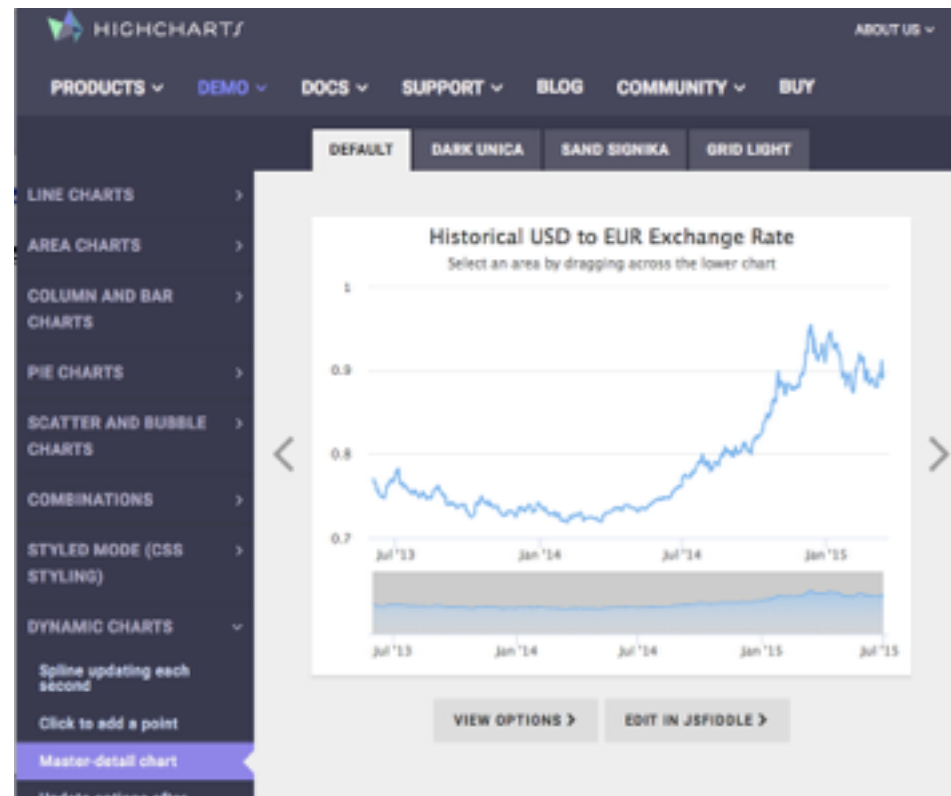 HIGHCHARTS
ABOUT US
PRODUCTS DEMO DOCS SUPPORT BLOG COMMUNITY BUY
DEFAULT DARK UNICA SAND SIGNIKA GRID LIGHT
LINE CHARTS
AREA CHARTS
COLUMN AND BAR
CHARTS
PIE CHARTS
SCATTER AND BUBBLE
CHARTS
COMBINATIONS
STYLED MODE (CSS
STYLING)
DYNAMIC CHARTS
Spline updating each
second
Click to add a point
Master-detail chart
Update options after
Historical USD to EUR Exchange Rate
Select an area by dragging across the lower chart
1
0.9
0.8
0.7
Jul '13 Jan '14 Jul '14 Jan '15
Jul '13 Jan '14 Jul '14 Jan '15 Jul '15
VIEW OPTIONS EDIT IN JSFIDDLE